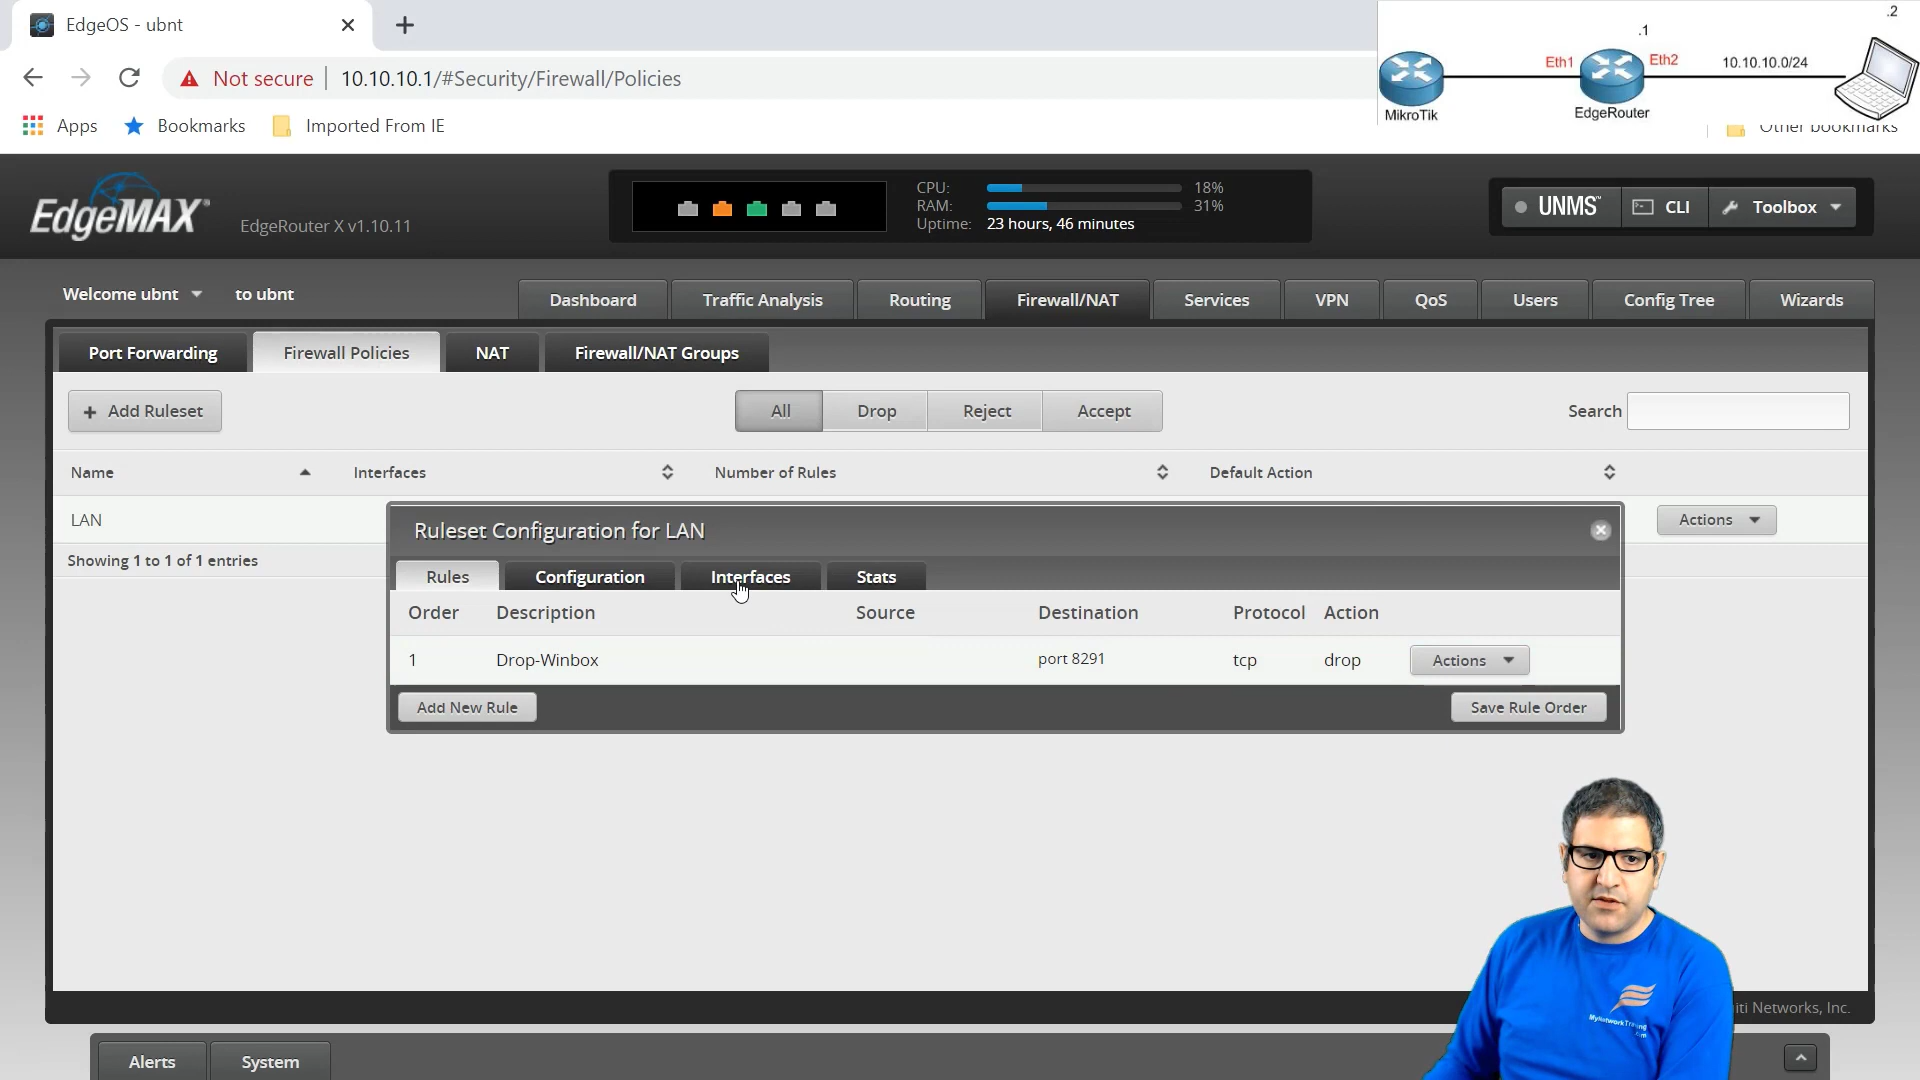 EdgeOS - ubnt
.2
.1
Not secure
10.10.10.1/#Security/Firewall/Policies
Eth1
Eth2
10.10.10.0/24
MikroTik
EdgeRouter
Apps
Bookmarks
Imported From IE
Other bookmarks
EdgeMAX
EdgeRouter X v1.10.11
CPU: 18%
RAM: 31%
Uptime: 23 hours, 46 minutes
UNMS™
CLI
Toolbox
Welcome ubnt
to ubnt
Dashboard
Traffic Analysis
Routing
Firewall/NAT
Services
VPN
QoS
Users
Config Tree
Wizards
Port Forwarding
Firewall Policies
NAT
Firewall/NAT Groups
+ Add Ruleset
All
Drop
Reject
Accept
Search
Name
Interfaces
Number of Rules
Default Action
LAN
Actions
Showing 1 to 1 of 1 entries
Ruleset Configuration for LAN
Rules
Configuration
Interfaces
Stats
Order
Description
Source
Destination
Protocol
Action
1
Drop-Winbox
port 8291
tcp
drop
Actions
Add New Rule
Save Rule Order
iti Networks, Inc.
Alerts
System